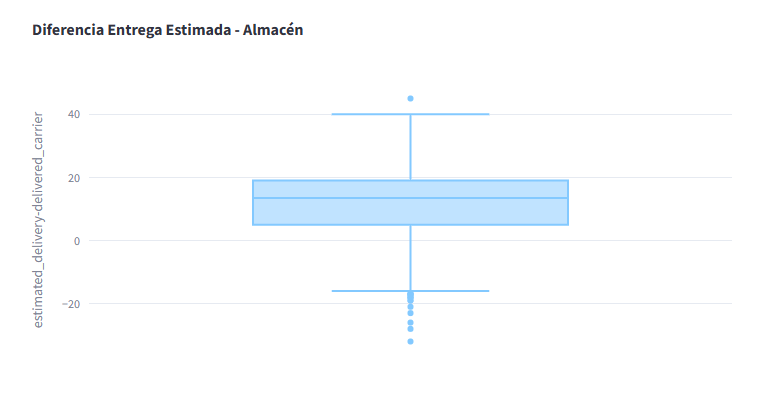 Diferencia Entrega Estimada - Almacén
estimated_delivery-delivered_carrier
40
20
0
−20